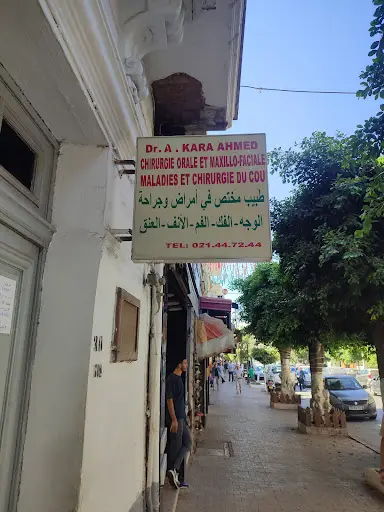 Dr. A . KARA AHMED
CHIRURGIE ORALE ET MAXILLO-FACIALE
MALADIES ET CHIRURGIE DU COU
طبيب مختص في أمراض وجراحة
الوجه - الفك - الفم - الأنف - العنق
TEL: 021.44.72.44